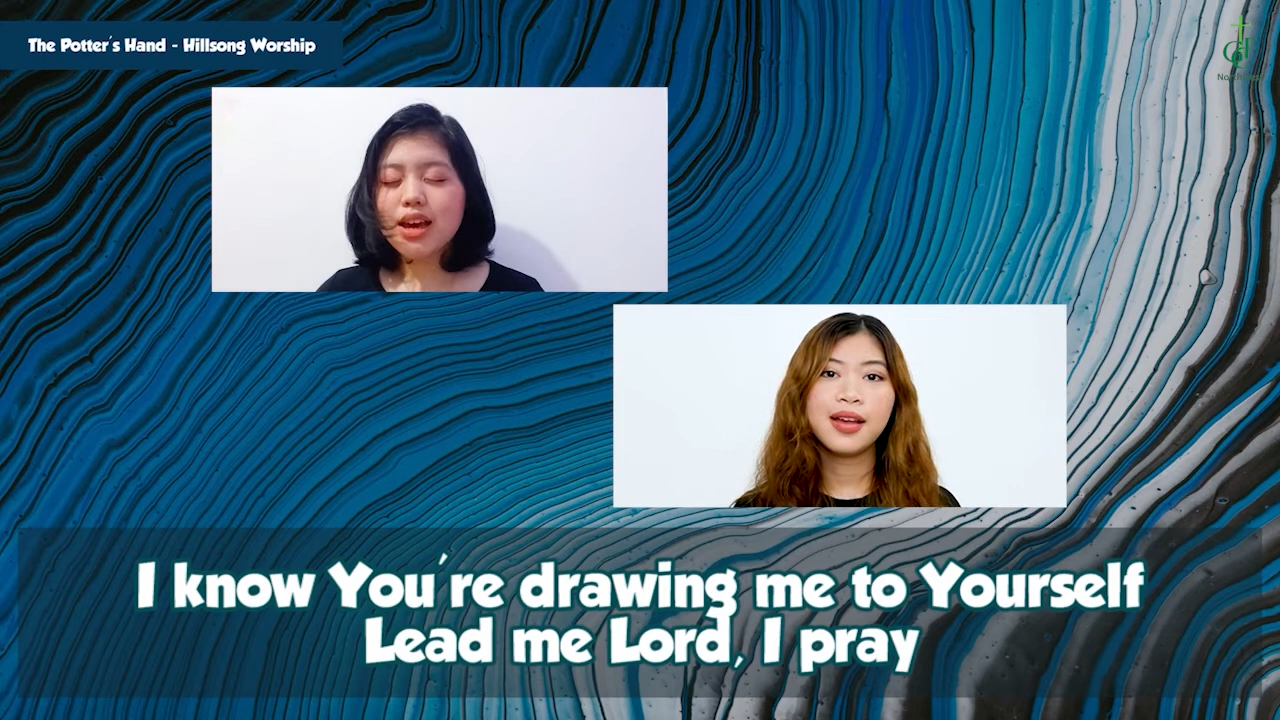 The Potter's Hand - Hillsong Worship
I know You're drawing me to Yourself
Lead me Lord, I pray